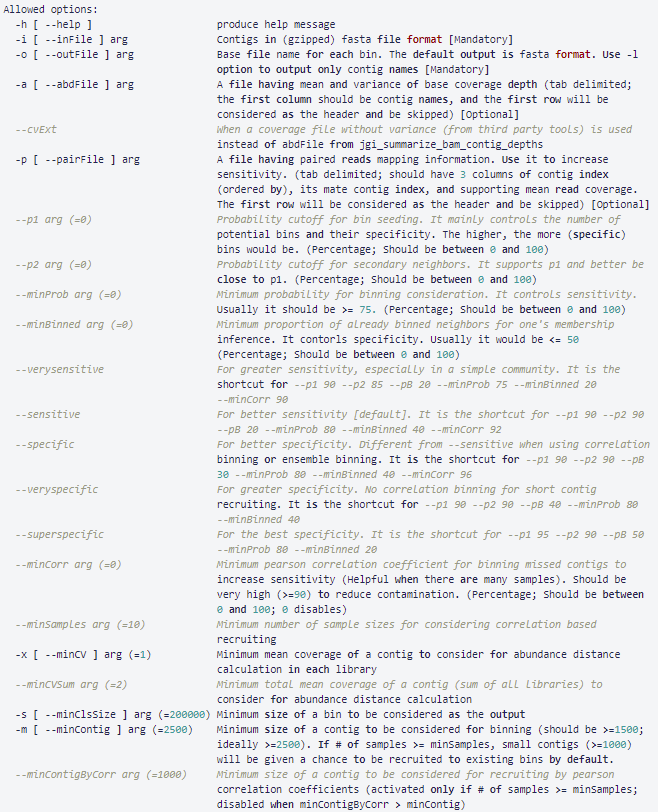 Allowed options:
-h [ --help ] produce help message
-i [ --inFile ] arg Contigs in (gzipped) fasta file format [Mandatory]
-o [ --outFile ] arg Base file name for each bin. The default output is fasta format. Use -l
option to output only contig names [Mandatory]
-a [ --abdFile ] arg A file having mean and variance of base coverage depth (tab delimited;
the first column should be contig names, and the first row will be
considered as the header and be skipped) [Optional]
--cvExt When a coverage file without variance (from third party tools) is used
instead of abdFile from jgi_summarize_bam_contig_depths
-p [ --pairFile ] arg A file having paired reads mapping information. Use it to increase
sensitivity. (tab delimited; should have 3 columns of contig index
(ordered by), its mate contig index, and supporting mean read coverage.
The first row will be considered as the header and be skipped) [Optional]
--p1 arg (=0) Probability cutoff for bin seeding. It mainly controls the number of
potential bins and their specificity. The higher, the more (specific)
bins would be. (Percentage; Should be between 0 and 100)
--p2 arg (=0) Probability cutoff for secondary neighbors. It supports p1 and better be
close to p1. (Percentage; Should be between 0 and 100)
--minProb arg (=0) Minimum probability for binning consideration. It controls sensitivity.
Usually it should be >= 75. (Percentage; Should be between 0 and 100)
--minBinned arg (=0) Minimum proportion of already binned neighbors for one's membership
inference. It contorls specificity. Usually it would be <= 50
(Percentage; Should be between 0 and 100)
--verysensitive For greater sensitivity, especially in a simple community. It is the
shortcut for --p1 90 --p2 85 --pB 20 --minProb 75 --minBinned 20
--minCorr 90
--sensitive For better sensitivity [default]. It is the shortcut for --p1 90 --p2 90
--pB 20 --minProb 80 --minBinned 40 --minCorr 92
--specific For better specificity. Different from --sensitive when using correlation
binning or ensemble binning. It is the shortcut for --p1 90 --p2 90 --pB
30 --minProb 80 --minBinned 40 --minCorr 96
--veryspecific For greater specificity. No correlation binning for short contig
recruiting. It is the shortcut for --p1 90 --p2 90 --pB 40 --minProb 80
--minBinned 40
--superspecific For the best specificity. It is the shortcut for --p1 95 --p2 90 --pB 50
--minProb 80 --minBinned 20
--minCorr arg (=0) Minimum pearson correlation coefficient for binning missed contigs to
increase sensitivity (Helpful when there are many samples). Should be
very high (>=90) to reduce contamination. (Percentage; Should be between
0 and 100; 0 disables)
--minSamples arg (=10) Minimum number of sample sizes for considering correlation based
recruiting
-x [ --minCV ] arg (=1) Minimum mean coverage of a contig to consider for abundance distance
calculation in each library
--minCVSum arg (=2) Minimum total mean coverage of a contig (sum of all libraries) to
consider for abundance distance calculation
-s [ --minClsSize ] arg (=200000) Minimum size of a bin to be considered as the output
-m [ --minContig ] arg (=2500) Minimum size of a contig to be considered for binning (should be >=1500;
ideally >=2500). If # of samples >= minSamples, small contigs (>=1000)
will be given a chance to be recruited to existing bins by default.
--minContigByCorr arg (=1000) Minimum size of a contig to be considered for recruiting by pearson
correlation coefficients (activated only if # of samples >= minSamples;
disabled when minContigByCorr > minContig)